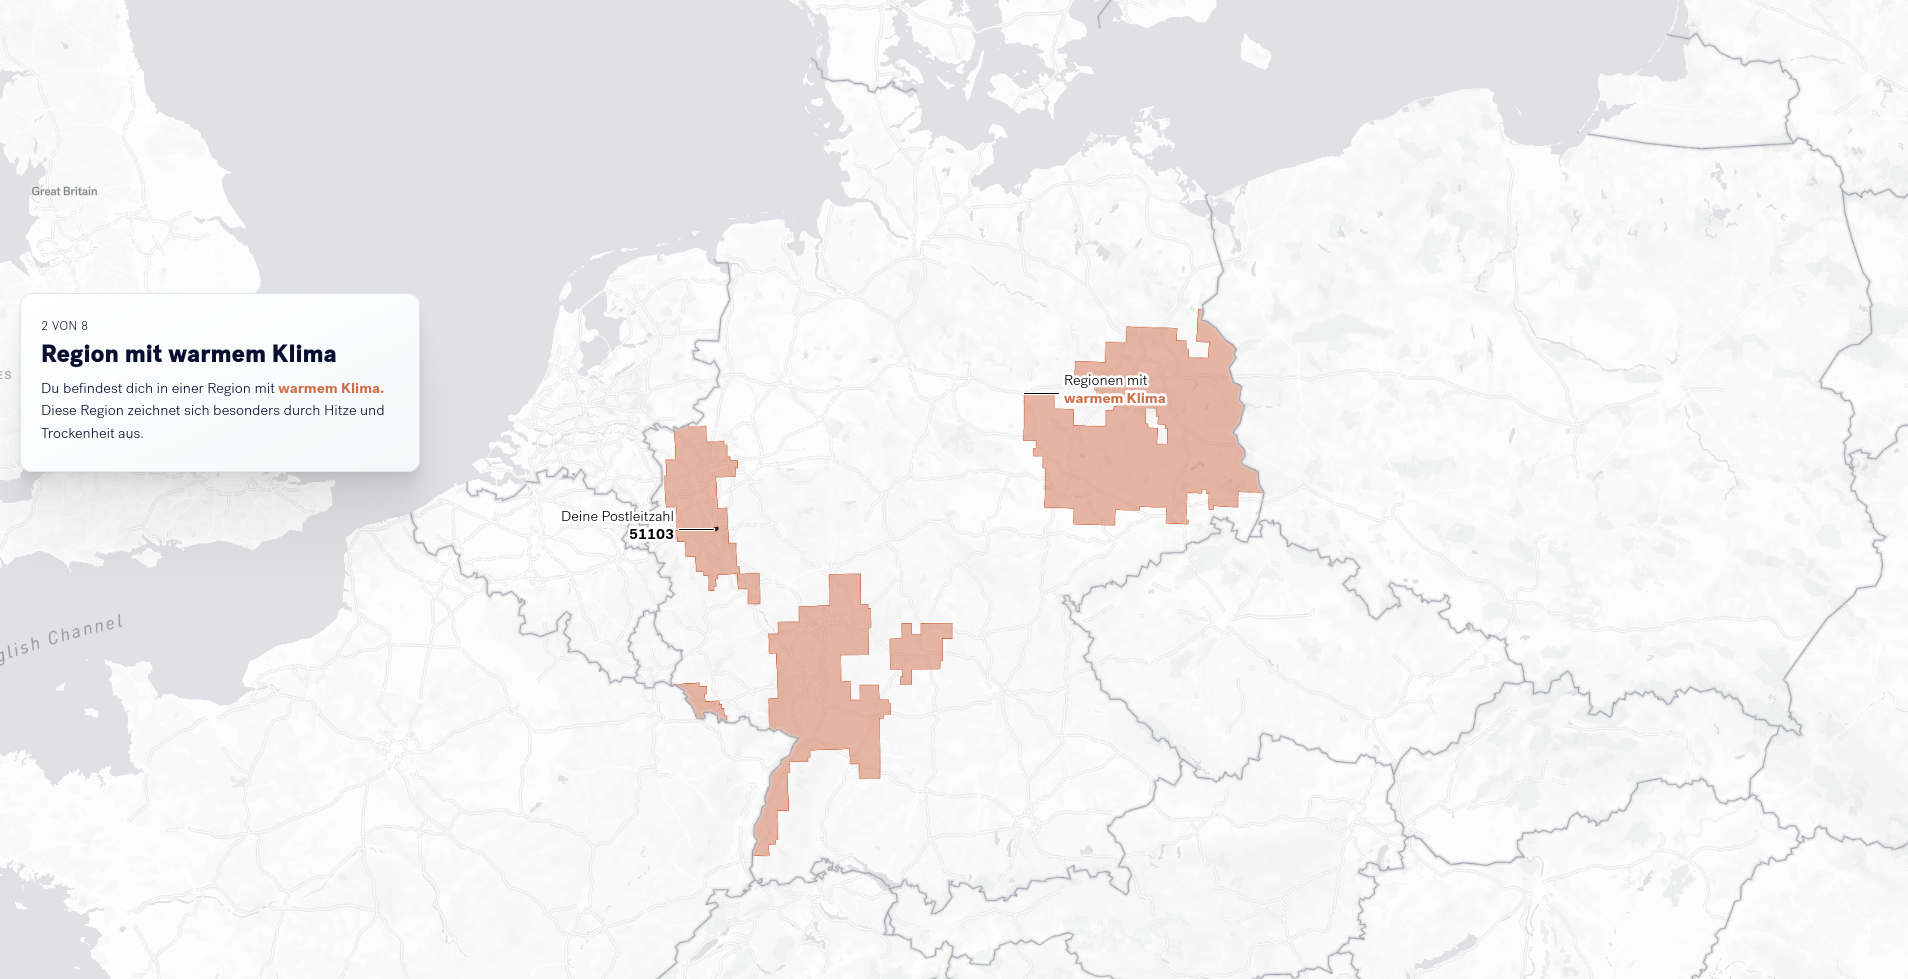 Great Britain
2 VON 8
Region mit warmem Klima
Du befindest dich in einer Region mit warmem Klima.
Diese Region zeichnet sich besonders durch Hitze und
Trockenheit aus.
ES
Regionen mit
warmem Klima
Deine Postleitzahl
51103
glish Channel